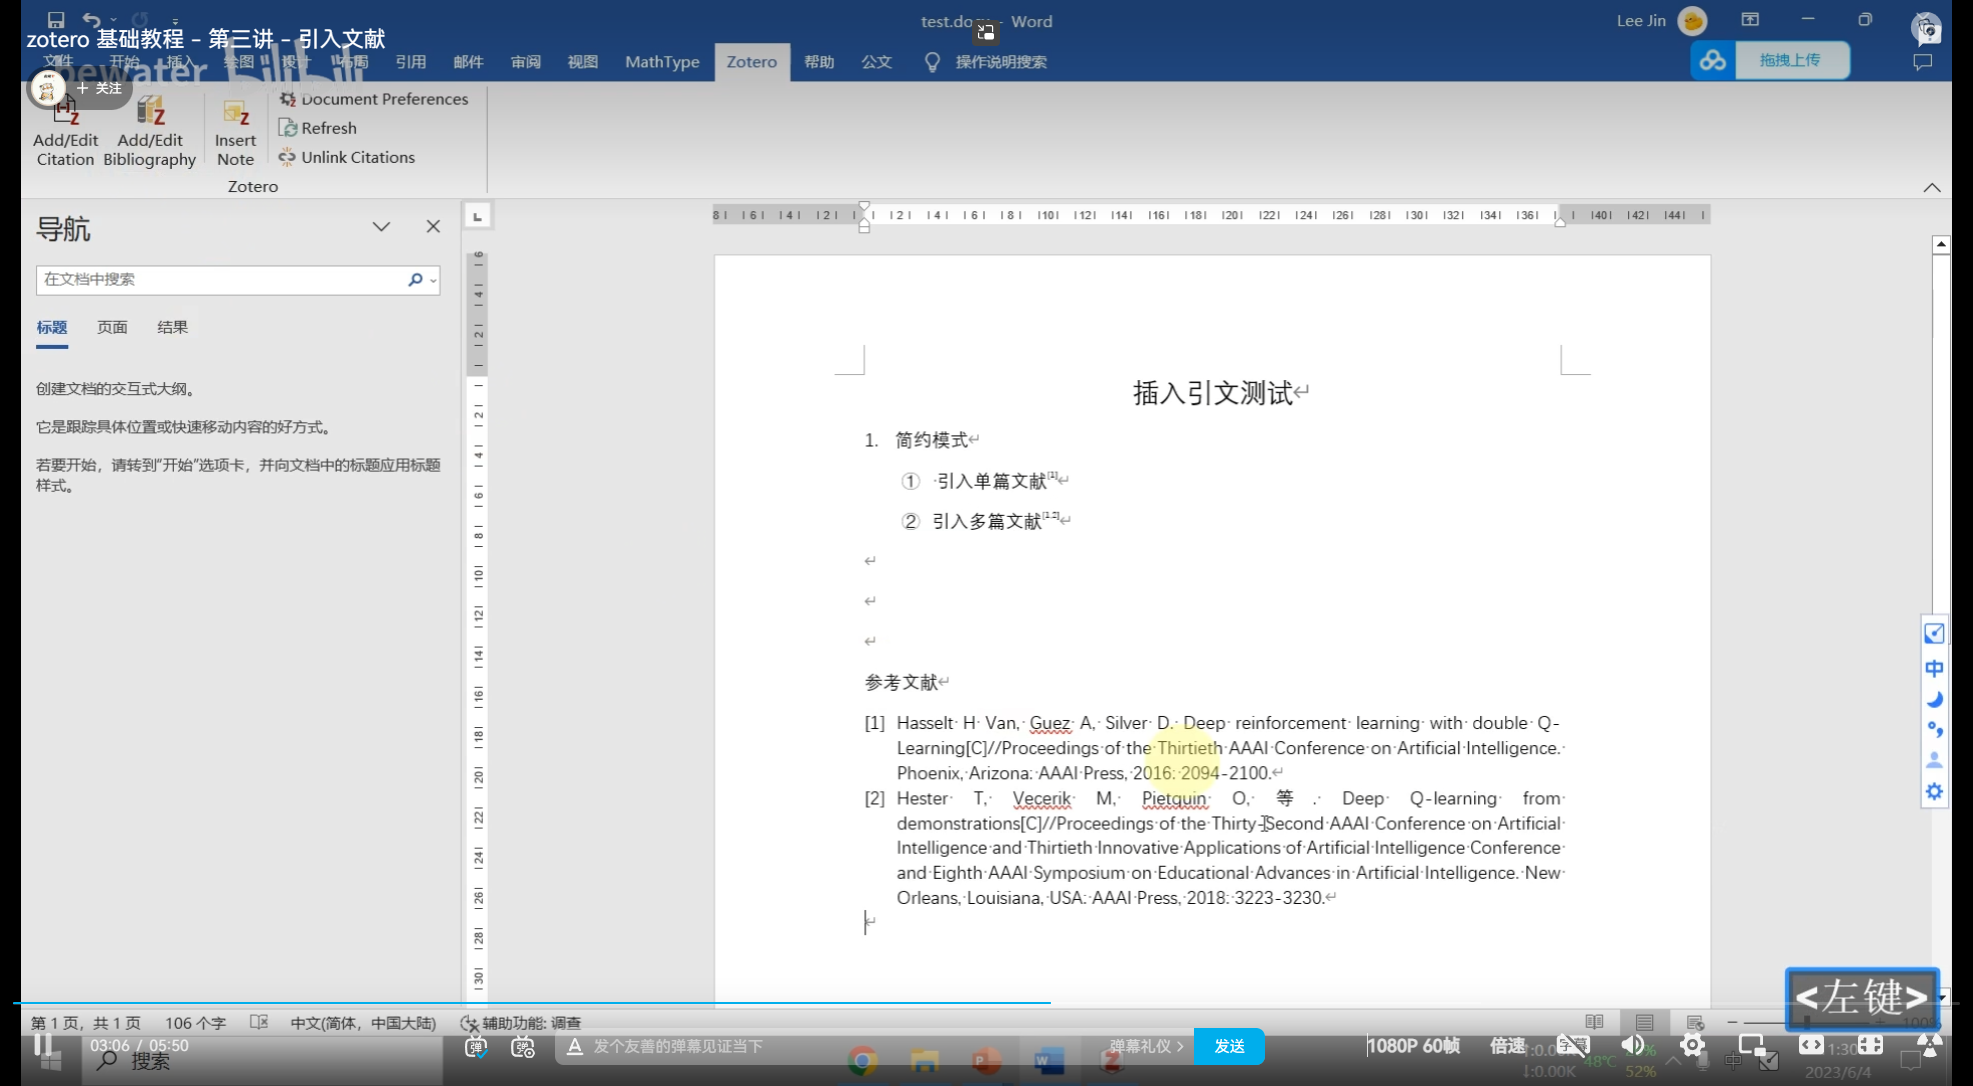 test.do
- Word
Lee Jin
zotero 基础教程 - 第三讲 - 引入文献
文件
开始
插入
绘图
设计
布局
引用
邮件
审阅
视图
MathType
Zotero
帮助
公文
操作说明搜索
拖拽上传
bewater
bilibili
+ 关注
Add/Edit Citation
Add/Edit Bibliography
Insert Note
Document Preferences
Refresh
Unlink Citations
Zotero
导航
在文档中搜索
标题
页面
结果
创建文档的交互式大纲。
它是跟踪具体位置或快速移动内容的好方式。
若要开始，请转到“开始”选项卡，并向文档中的标题应用标题
样式。
插入引文测试
1. 简约模式
① 引入单篇文献[1]
② 引入多篇文献[1,2]
参考文献
[1] Hasselt H Van, Guez A, Silver D. Deep reinforcement learning with double Q-
Learning[C]//Proceedings of the Thirtieth AAAI Conference on Artificial Intelligence.
Phoenix, Arizona: AAAI Press, 2016: 2094-2100.
[2] Hester T, Vecerik M, Pietquin O, 等. Deep Q-learning from
demonstrations[C]//Proceedings of the Thirty-Second AAAI Conference on Artificial
Intelligence and Thirtieth Innovative Applications of Artificial Intelligence Conference
and Eighth AAAI Symposium on Educational Advances in Artificial Intelligence. New
Orleans, Louisiana, USA: AAAI Press, 2018: 3223-3230.
中
<左键>
第 1 页，共 1 页
106 个字
中文(简体，中国大陆)
辅助功能: 调查
100%
03:06 / 05:50
搜索
发个友善的弹幕见证当下
弹幕礼仪 >
发送
1080P 60帧
倍速
字幕
48°C
52%
中
1:30
2023/6/4